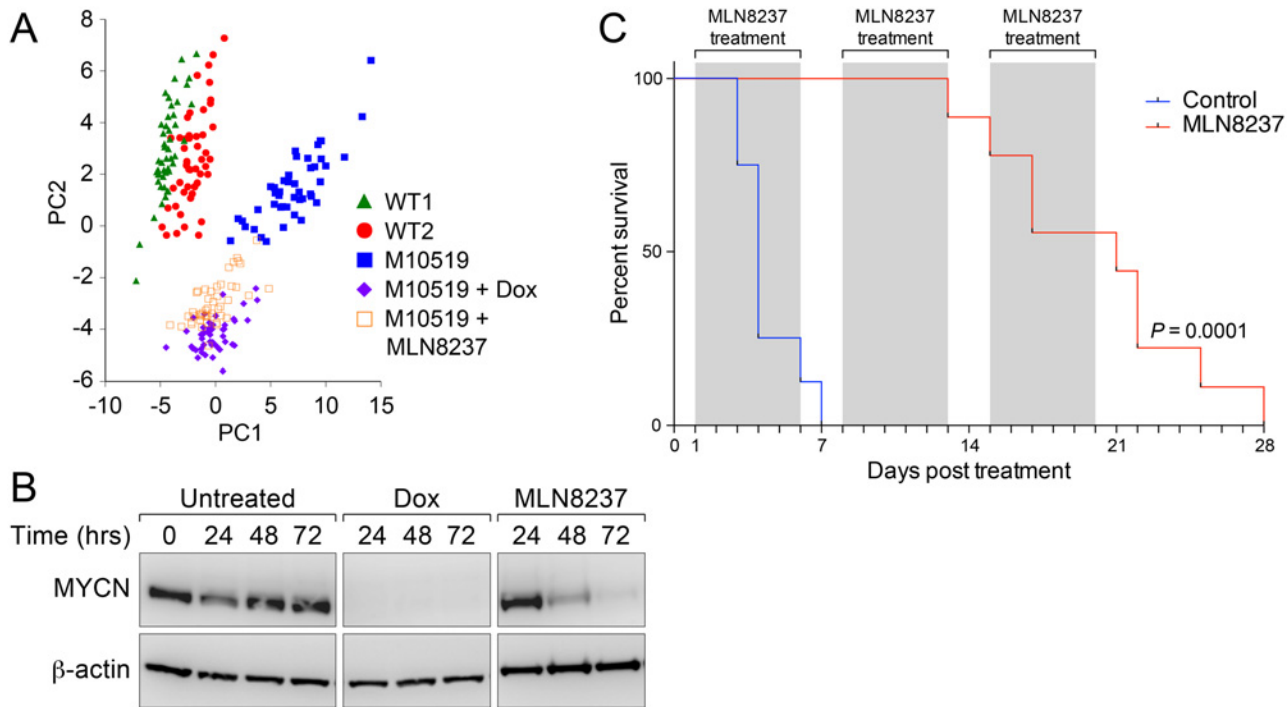 A
PC2
8
6
4
2
0
-2
-4
-6
-10
-5
0
5
10
15
PC1
WT1
WT2
M10519
M10519 + Dox
M10519 +
MLN8237
B
Untreated
Dox
MLN8237
Time (hrs) 0 24 48 72 24 48 72 24 48 72
MYCN
β-actin
C
MLN8237
treatment
MLN8237
treatment
MLN8237
treatment
Percent survival
100
50
0
Control
MLN8237
P = 0.0001
0 1 7 14 21 28
Days post treatment